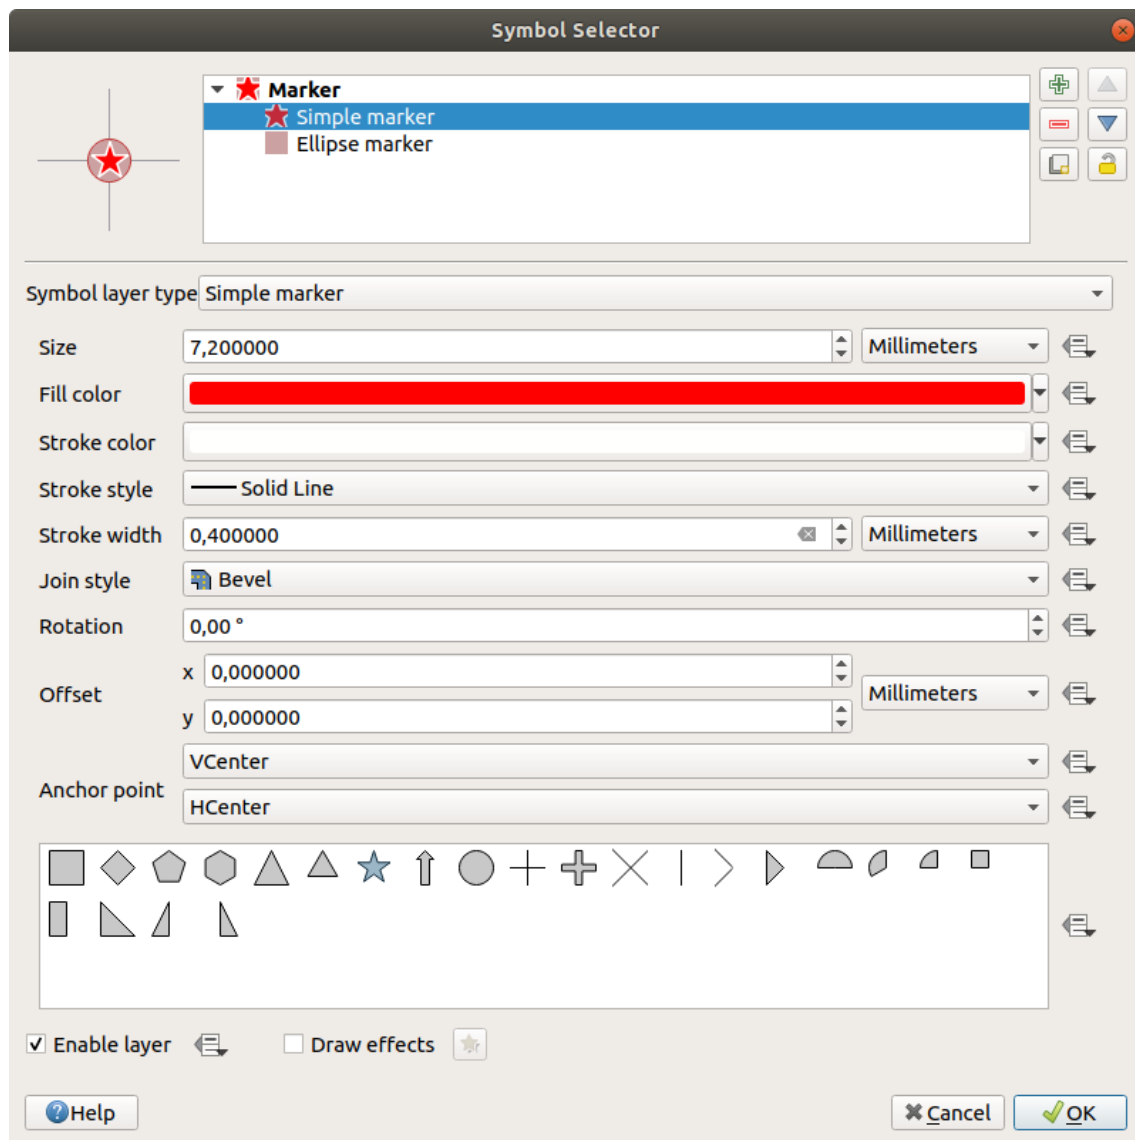 Symbol Selector
Marker
Simple marker
Ellipse marker
Symbol layer type Simple marker
Size 7,200000 Millimeters
Fill color
Stroke color
Stroke style Solid Line
Stroke width 0,400000 Millimeters
Join style Bevel
Rotation 0,00 °
Offset x 0,000000 Millimeters
y 0,000000
Anchor point VCenter
HCenter
Enable layer Draw effects
Help Cancel OK